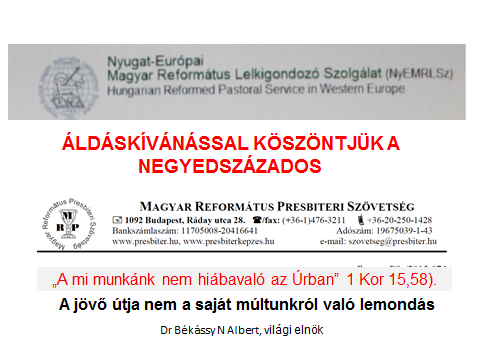 Nyugat-Európai
Magyar Református Lelkigondozó Szolgálat (NyEMRLSz)
Hungarian Reformed Pastoral Service in Western Europe
ÁLDÁSKÍVÁNÁSSAL KÖSZÖNTJÜK A
NEGYEDSZÁZADOS
Magyar Református Presbiteri Szövetség
M
R P
MAGYAR REFORMÁTUS PRESBITERI SZÖVETSÉG
1092 Budapest, Ráday utca 28. /fax: (+36-1)476-3211 +36-20-250-1428
Bankszámlaszám: 11705008-20416641 Adószám: 19675039-1-43
www.presbiter.hu, www.presbiterkepzes.hu e-mail: szovetseg@presbiter.hu
„A mi munkánk nem hiábavaló az Úrban” 1 Kor 15,58).
A jövő útja nem a saját múltunkról való lemondás
Dr Békássy N Albert, világi elnök